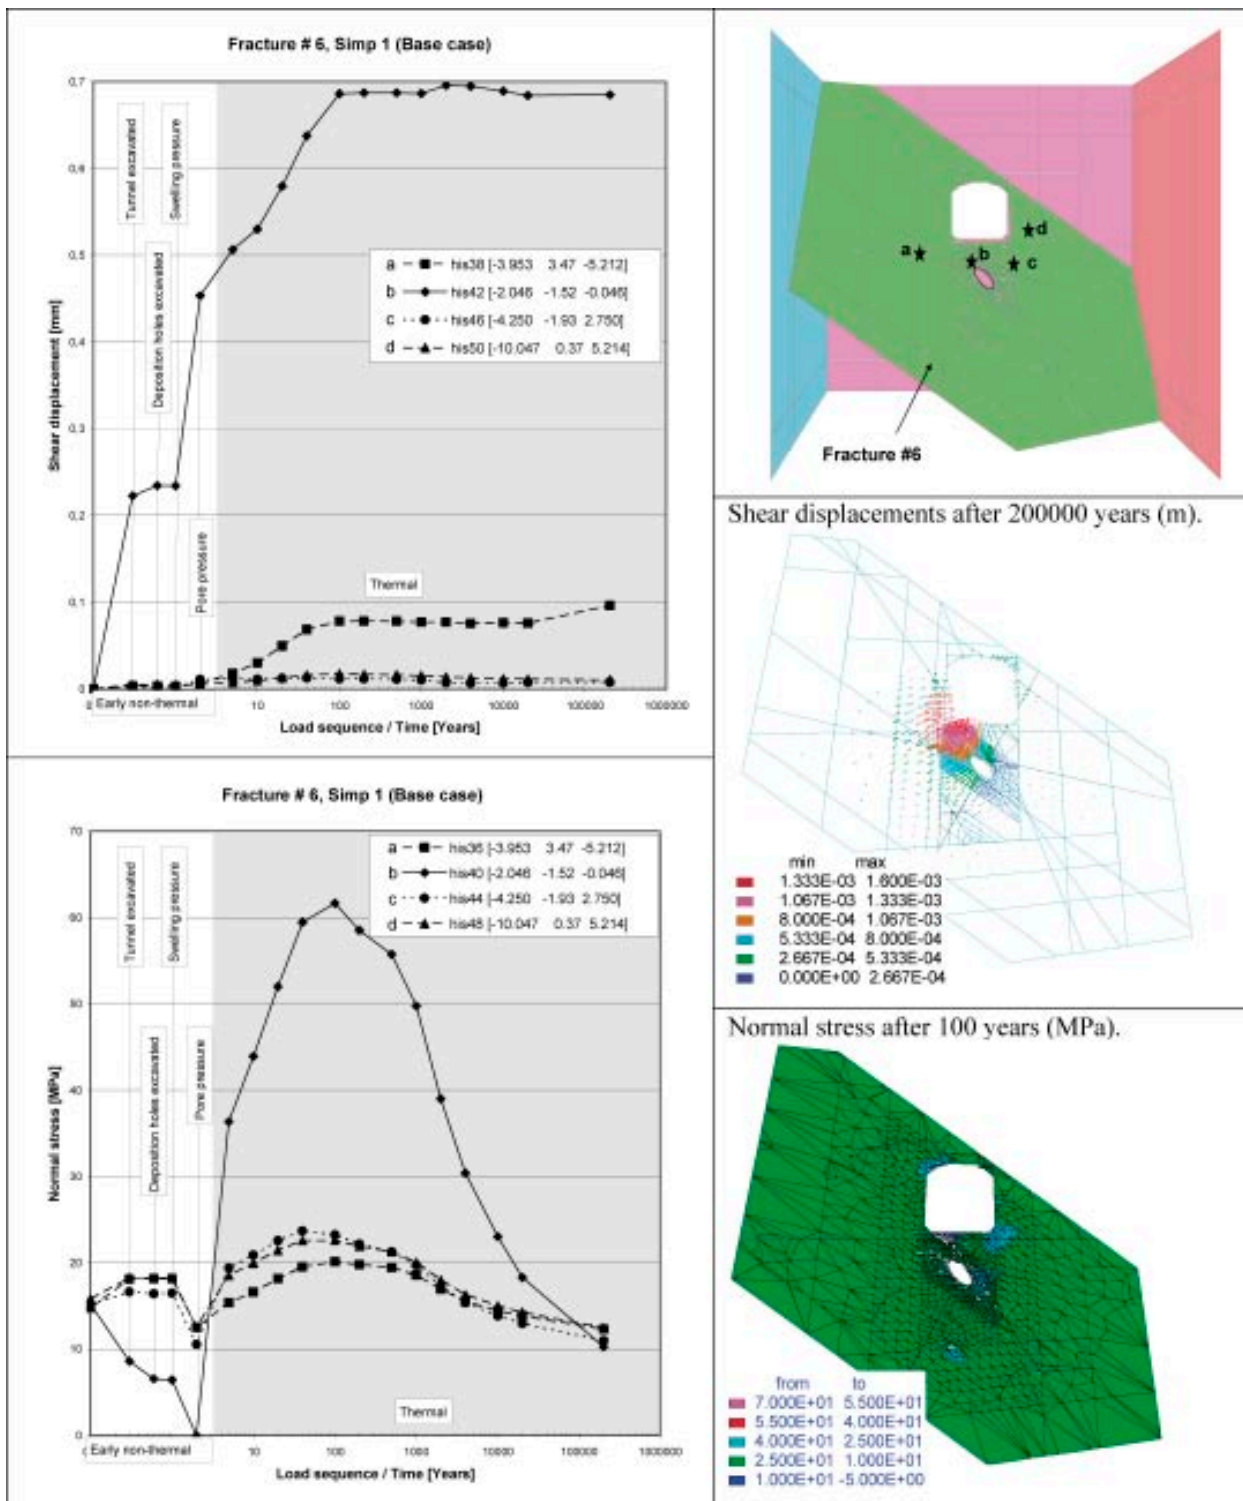 Fracture # 6, Simp 1 (Base case)
0,7
0,6
0,5
0,4
0,3
0,2
0,1
0
Shear displacement [mm]
Tunnel excavated
Deposition holes excavated
Swelling pressure
Pore pressure
a his38 [-3.953 3.47 -5.212]
b his42 [-2.046 -1.52 -0.046]
c his46 [-4.250 -1.93 2.750]
d his50 [-10.047 0.37 5.214]
Thermal
Early non-thermal
10 100 1000 10000 100000 1000000
Load sequence / Time [Years]
a
b
c
d
Fracture #6
Shear displacements after 200000 years (m).
min max
1.333E-03 1.600E-03
1.067E-03 1.333E-03
8.000E-04 1.067E-03
5.333E-04 8.000E-04
2.667E-04 5.333E-04
0.000E+00 2.667E-04
Fracture # 6, Simp 1 (Base case)
70
60
50
40
30
20
10
0
Normal stress [MPa]
Tunnel excavated
Deposition holes excavated
Swelling pressure
Pore pressure
a his36 [-3.953 3.47 -5.212]
b his40 [-2.046 -1.52 -0.046]
c his44 [-4.250 -1.93 2.750]
d his48 [-10.047 0.37 5.214]
Thermal
Early non-thermal
10 100 1000 10000 100000 1000000
Load sequence / Time [Years]
Normal stress after 100 years (MPa).
from to
7.000E+01 5.500E+01
5.500E+01 4.000E+01
4.000E+01 2.500E+01
2.500E+01 1.000E+01
1.000E+01 -5.000E+00